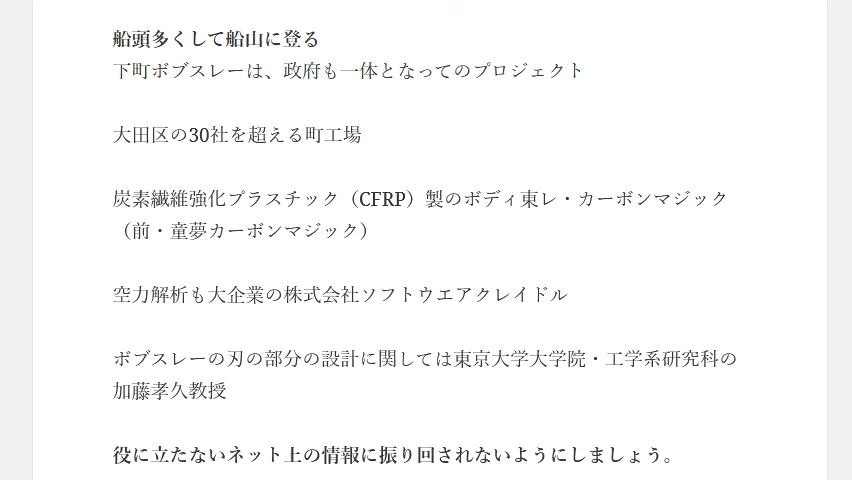 船頭多くして船山に登る
下町ボブスレーは、政府も一体となってのプロジェクト
大田区の30社を超える町工場
炭素繊維強化プラスチック（CFRP）製のボディ東レ・カーボンマジック
（前・童夢カーボンマジック）
空力解析も大企業の株式会社ソフトウエアクレイドル
ボブスレーの刃の部分の設計に関しては東京大学大学院・工学系研究科の
加藤孝久教授
役に立たないネット上の情報に振り回されないようにしましょう。